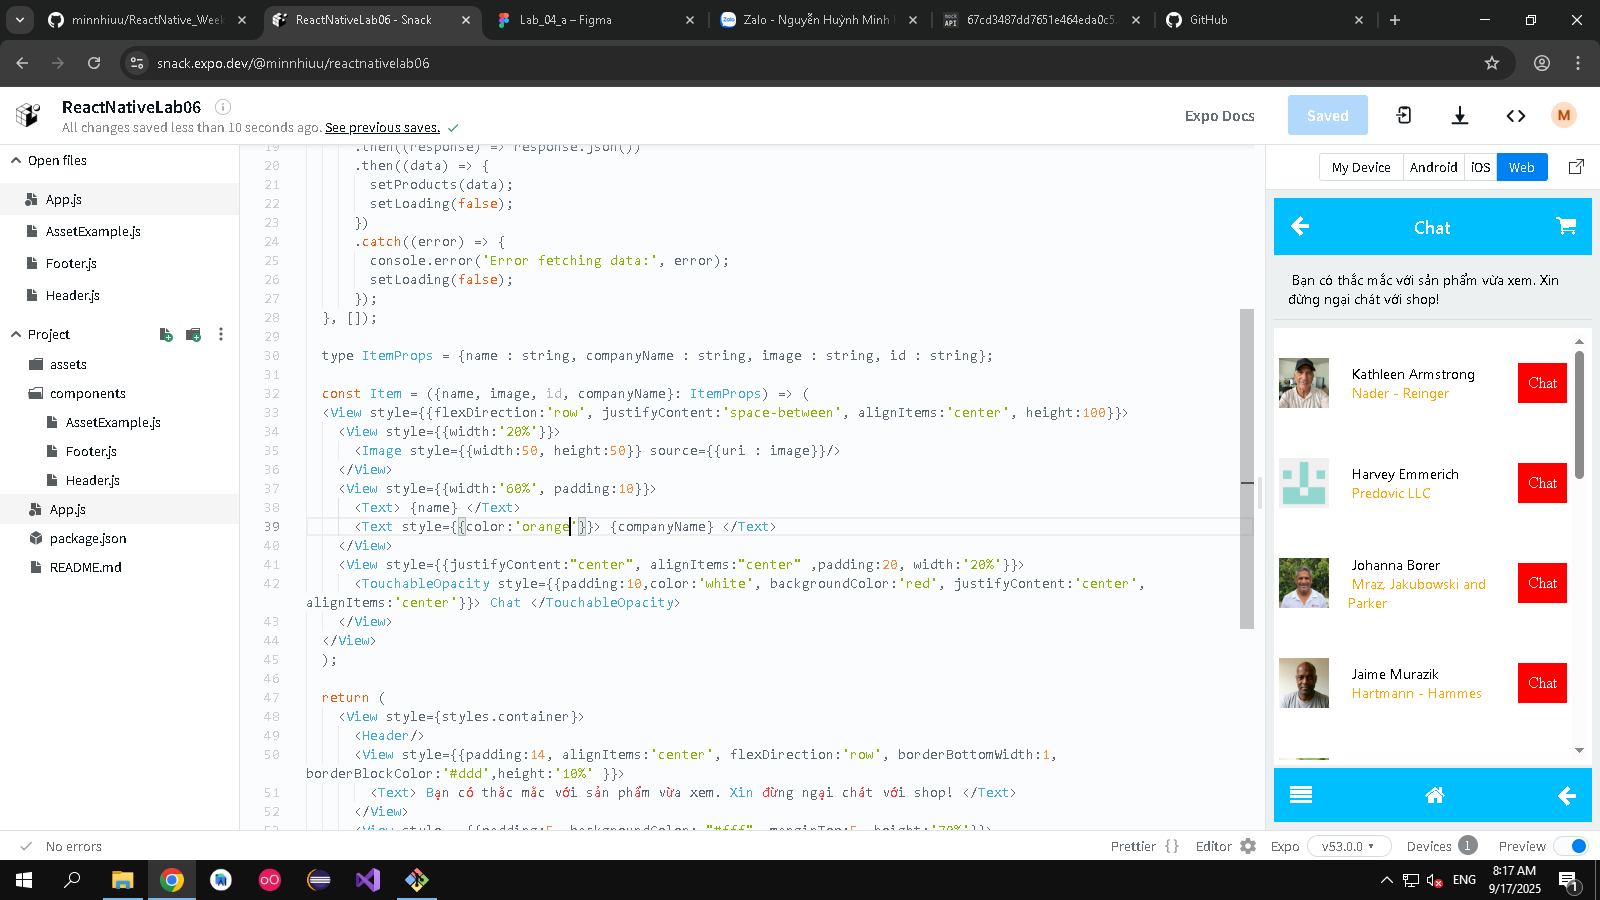 minnhiuu/ReactNative_Week
ReactNativeLab06 - Snack
Lab_04_a – Figma
Zalo - Nguyễn Huỳnh Minh
67cd3487dd7651e464eda0c5.
GitHub
snack.expo.dev/@minnhiuu/reactnativelab06
ReactNativeLab06
All changes saved less than 10 seconds ago. See previous saves.
Expo Docs
Saved
M
Open files
App.js
AssetExample.js
Footer.js
Header.js
Project
assets
components
AssetExample.js
Footer.js
Header.js
App.js
package.json
README.md
19 .then((response) => response.json())
20 .then((data) => {
21 setProducts(data);
22 setLoading(false);
23 })
24 .catch((error) => {
25 console.error('Error fetching data:', error);
26 setLoading(false);
27 });
28 }, []);
29
30 type ItemProps = {name : string, companyName : string, image : string, id : string};
31
32 const Item = ({name, image, id, companyName}: ItemProps) => (
33 <View style={{flexDirection:'row', justifyContent:'space-between', alignItems:'center', height:100}}>
34 <View style={{width:'20%'}}>
35 <Image style={{width:50, height:50}} source={{uri : image}}/>
36 </View>
37 <View style={{width:'60%', padding:10}}>
38 <Text> {name} </Text>
39 <Text style={{color:'orange'}}> {companyName} </Text>
40 </View>
41 <View style={{justifyContent:"center", alignItems:"center" ,padding:20, width:'20%'}}>
42 <TouchableOpacity style={{padding:10,color:'white', backgroundColor:'red', justifyContent:'center',
alignItems:'center'}}> Chat </TouchableOpacity>
43 </View>
44 </View>
45 );
46
47 return (
48 <View style={styles.container}>
49 <Header/>
50 <View style={{padding:14, alignItems:'center', flexDirection:'row', borderBottomWidth:1,
borderBlockColor:'#ddd',height:'10%' }}>
51 <Text> Bạn có thắc mắc với sản phẩm vừa xem. Xin đừng ngại chát với shop! </Text>
52 </View>
53 <View style = {{padding:5, backgroundColor: "#fff", marginTop:5, height:'70%'}}>
My Device
Android
iOS
Web
Chat
Bạn có thắc mắc với sản phẩm vừa xem. Xin
đừng ngại chát với shop!
Kathleen Armstrong
Nader - Reinger
Chat
Harvey Emmerich
Predovic LLC
Chat
Johanna Borer
Mraz, Jakubowski and
Parker
Chat
Jaime Murazik
Hartmann - Hammes
Chat
No errors
Prettier { }
Editor
Expo
v53.0.0
Devices 1
Preview
ENG
8:17 AM
9/17/2025
1